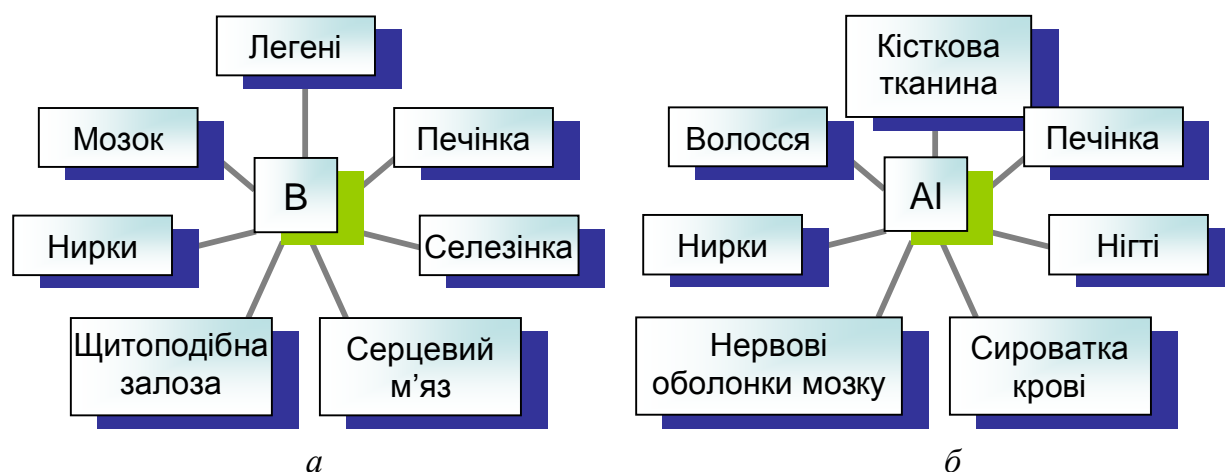 Легені
Мозок
Печінка
В
Нирки
Селезінка
Щитоподібна
залоза
Серцевий
м’яз
а
Кісткова
тканина
Волосся
Печінка
Al
Нирки
Нігті
Нервові
оболонки мозку
Сироватка
крові
б